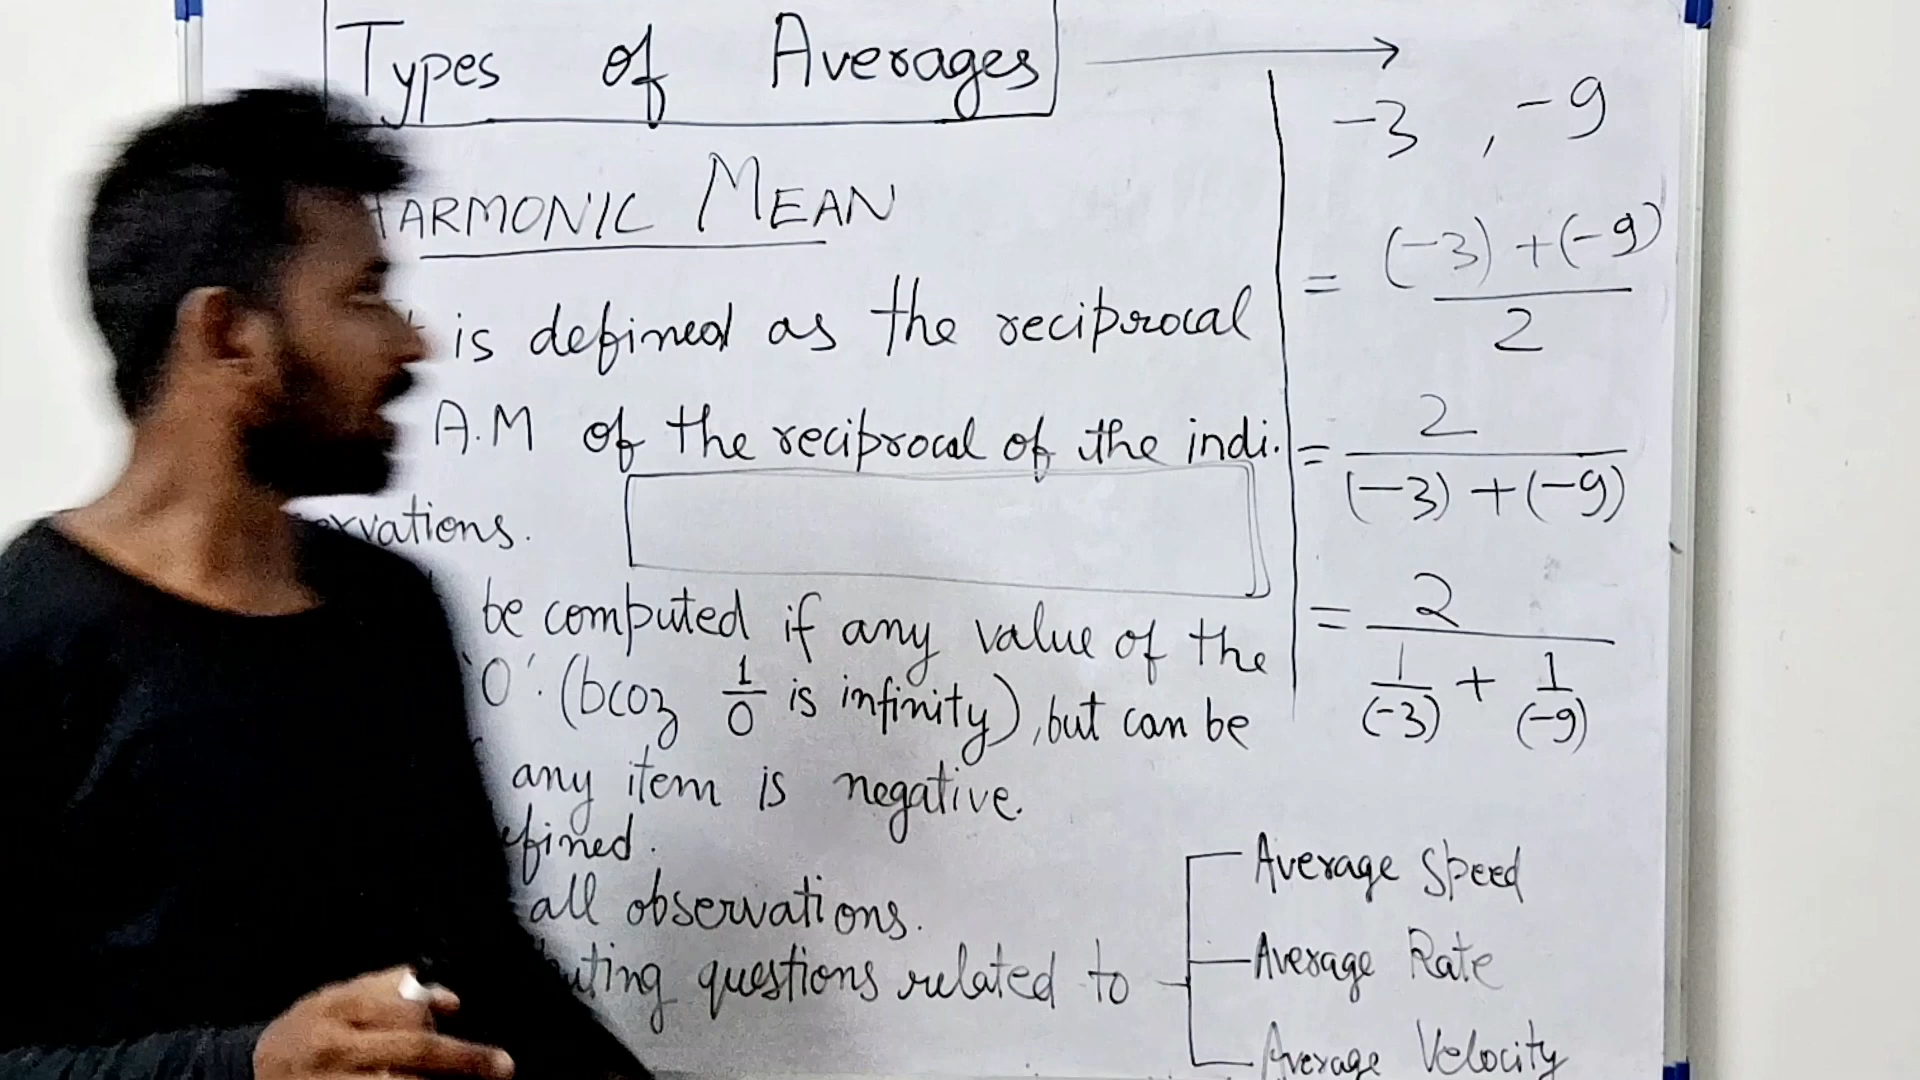 Types of Averages
HARMONIC MEAN
is defined as the reciprocal
A.M of the reciprocal of the indi.
ervations.
be computed if any value of the
'0'. (bcoz 1/0 is infinity), but can be
any item is negative.
efined.
all observations.
uting questions related to
Average Speed
Average Rate
Average Velocity
-3 , -9
= (-3) + (-9) / 2
= 2 / (-3) + (-9)
= 2 / 1/(-3) + 1/(-9)